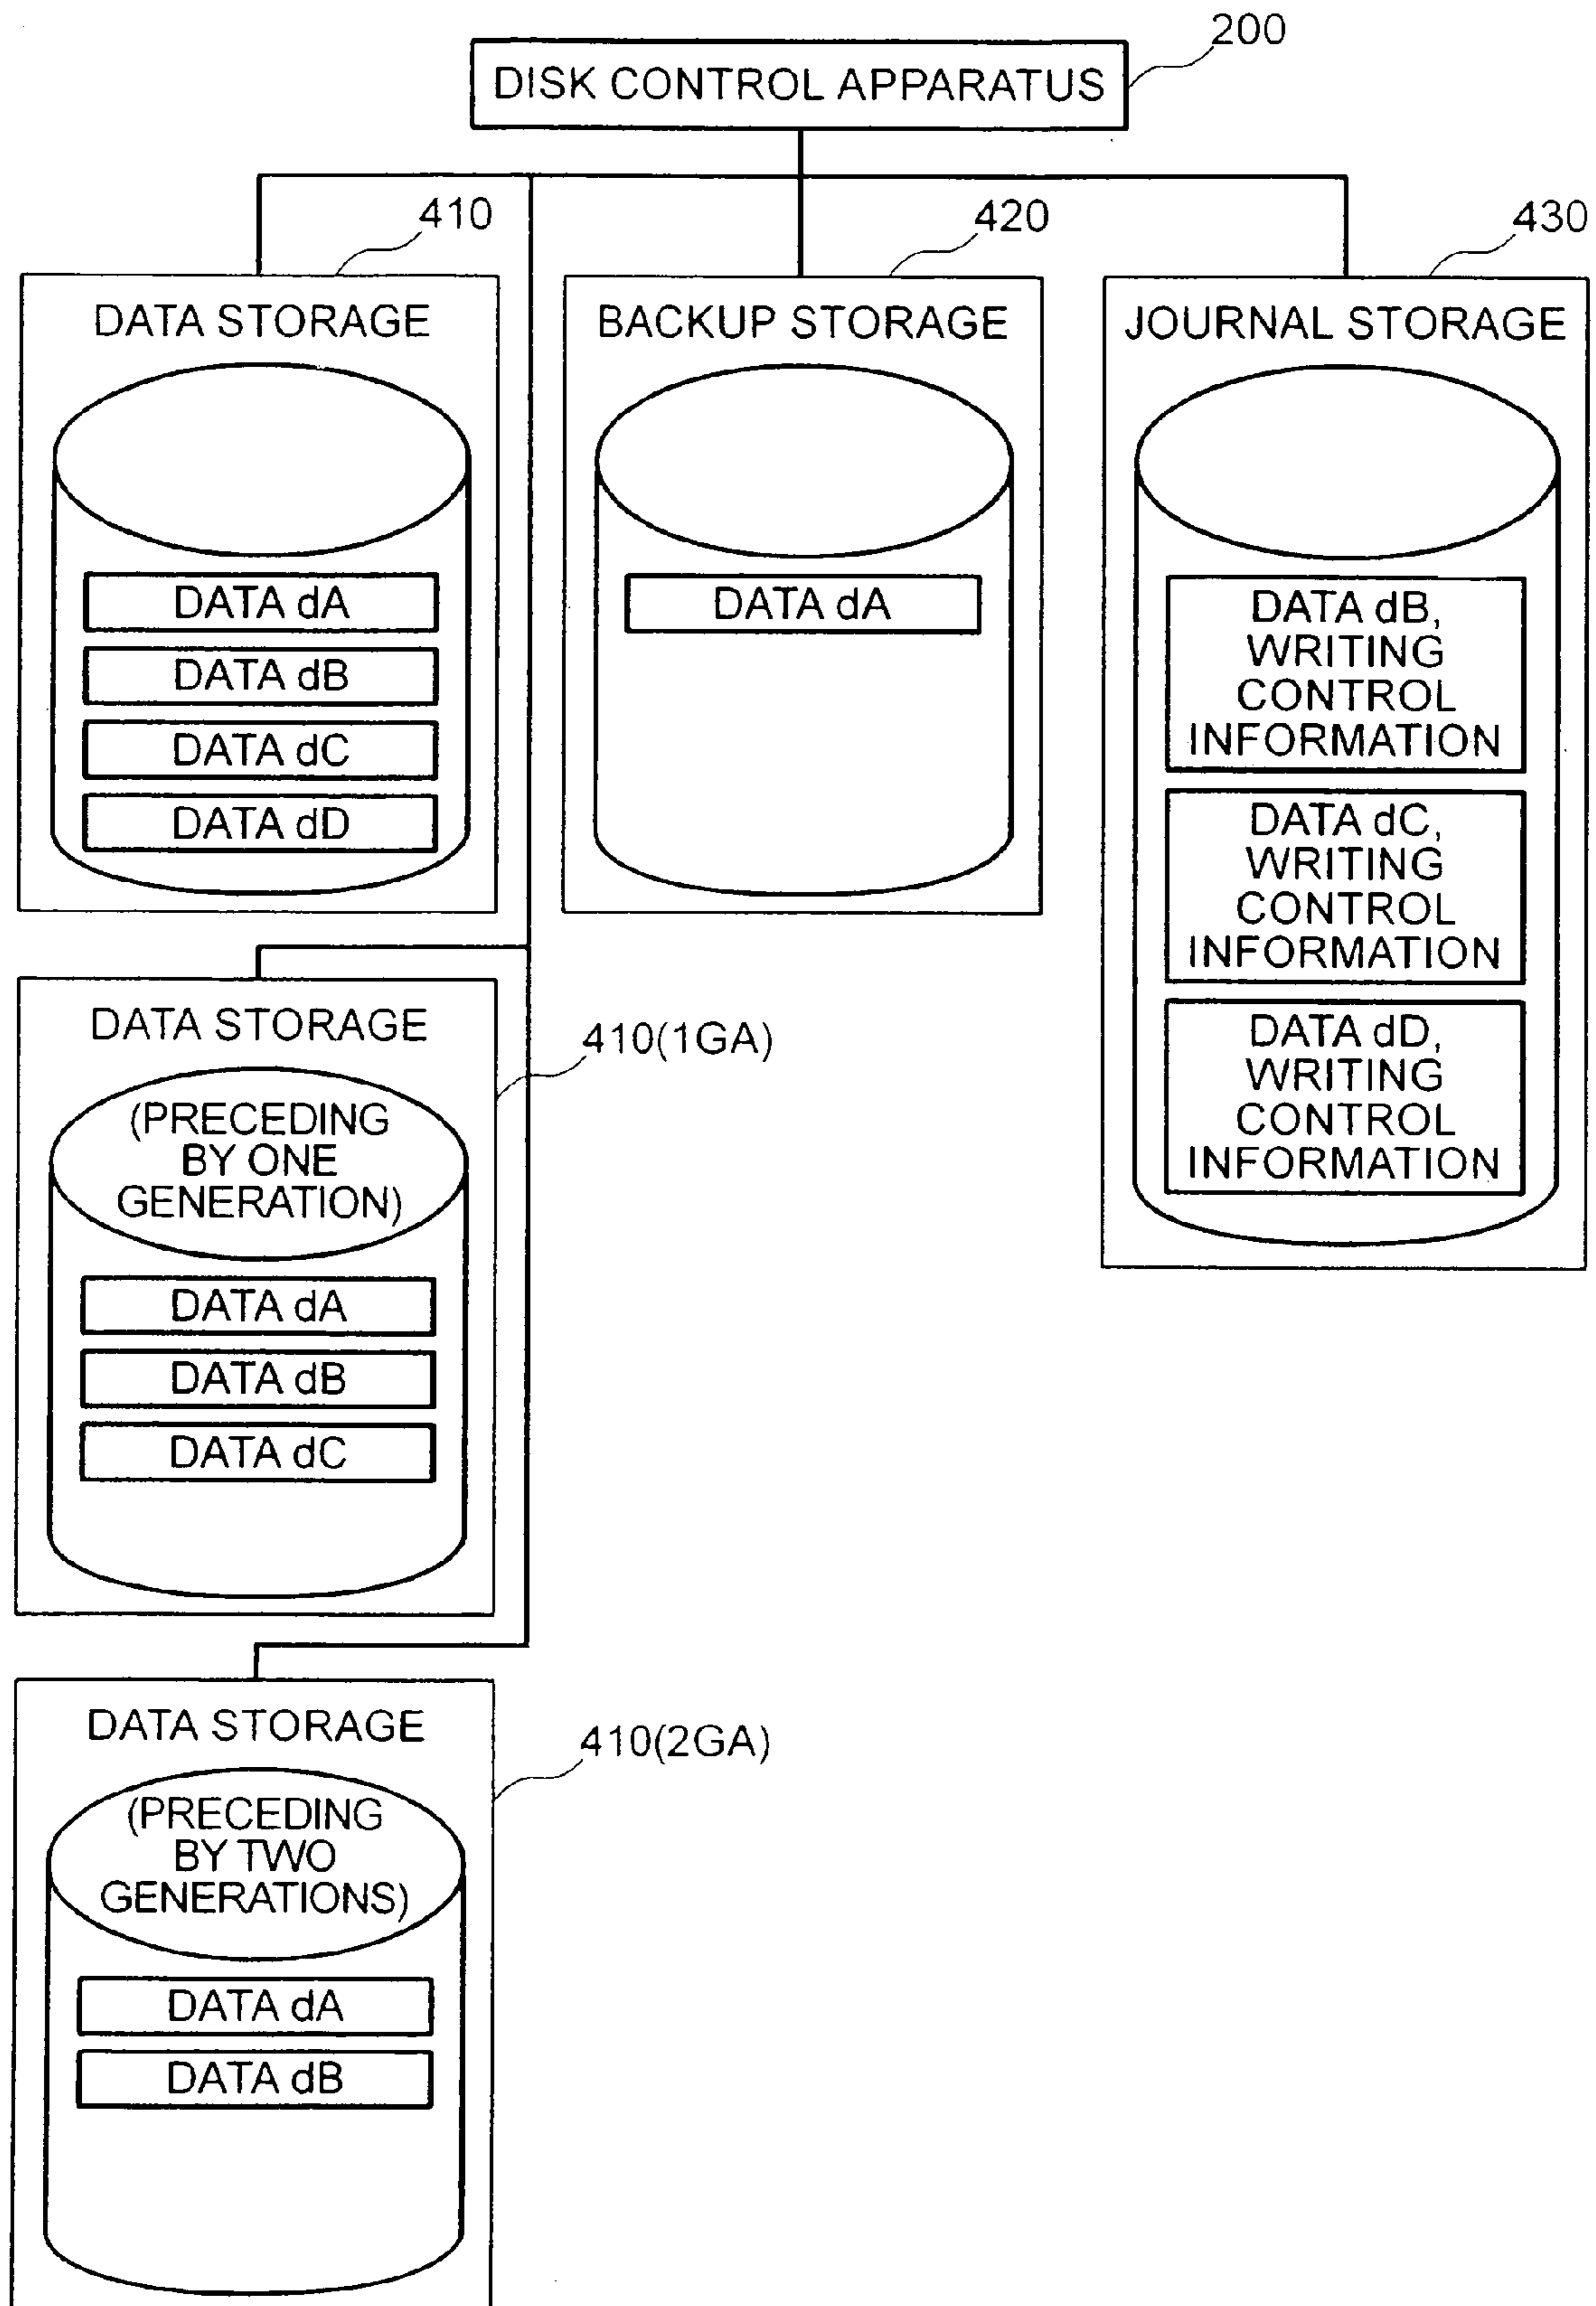 200
DISK CONTROL APPARATUS
410
420
430
DATA STORAGE
DATA dA
DATA dB
DATA dC
DATA dD
BACKUP STORAGE
DATA dA
JOURNAL STORAGE
DATA dB,
WRITING
CONTROL
INFORMATION
DATA dC,
WRITING
CONTROL
INFORMATION
DATA dD,
WRITING
CONTROL
INFORMATION
DATA STORAGE
410(1GA)
(PRECEDING
BY ONE
GENERATION)
DATA dA
DATA dB
DATA dC
DATA STORAGE
410(2GA)
(PRECEDING
BY TWO
GENERATIONS)
DATA dA
DATA dB